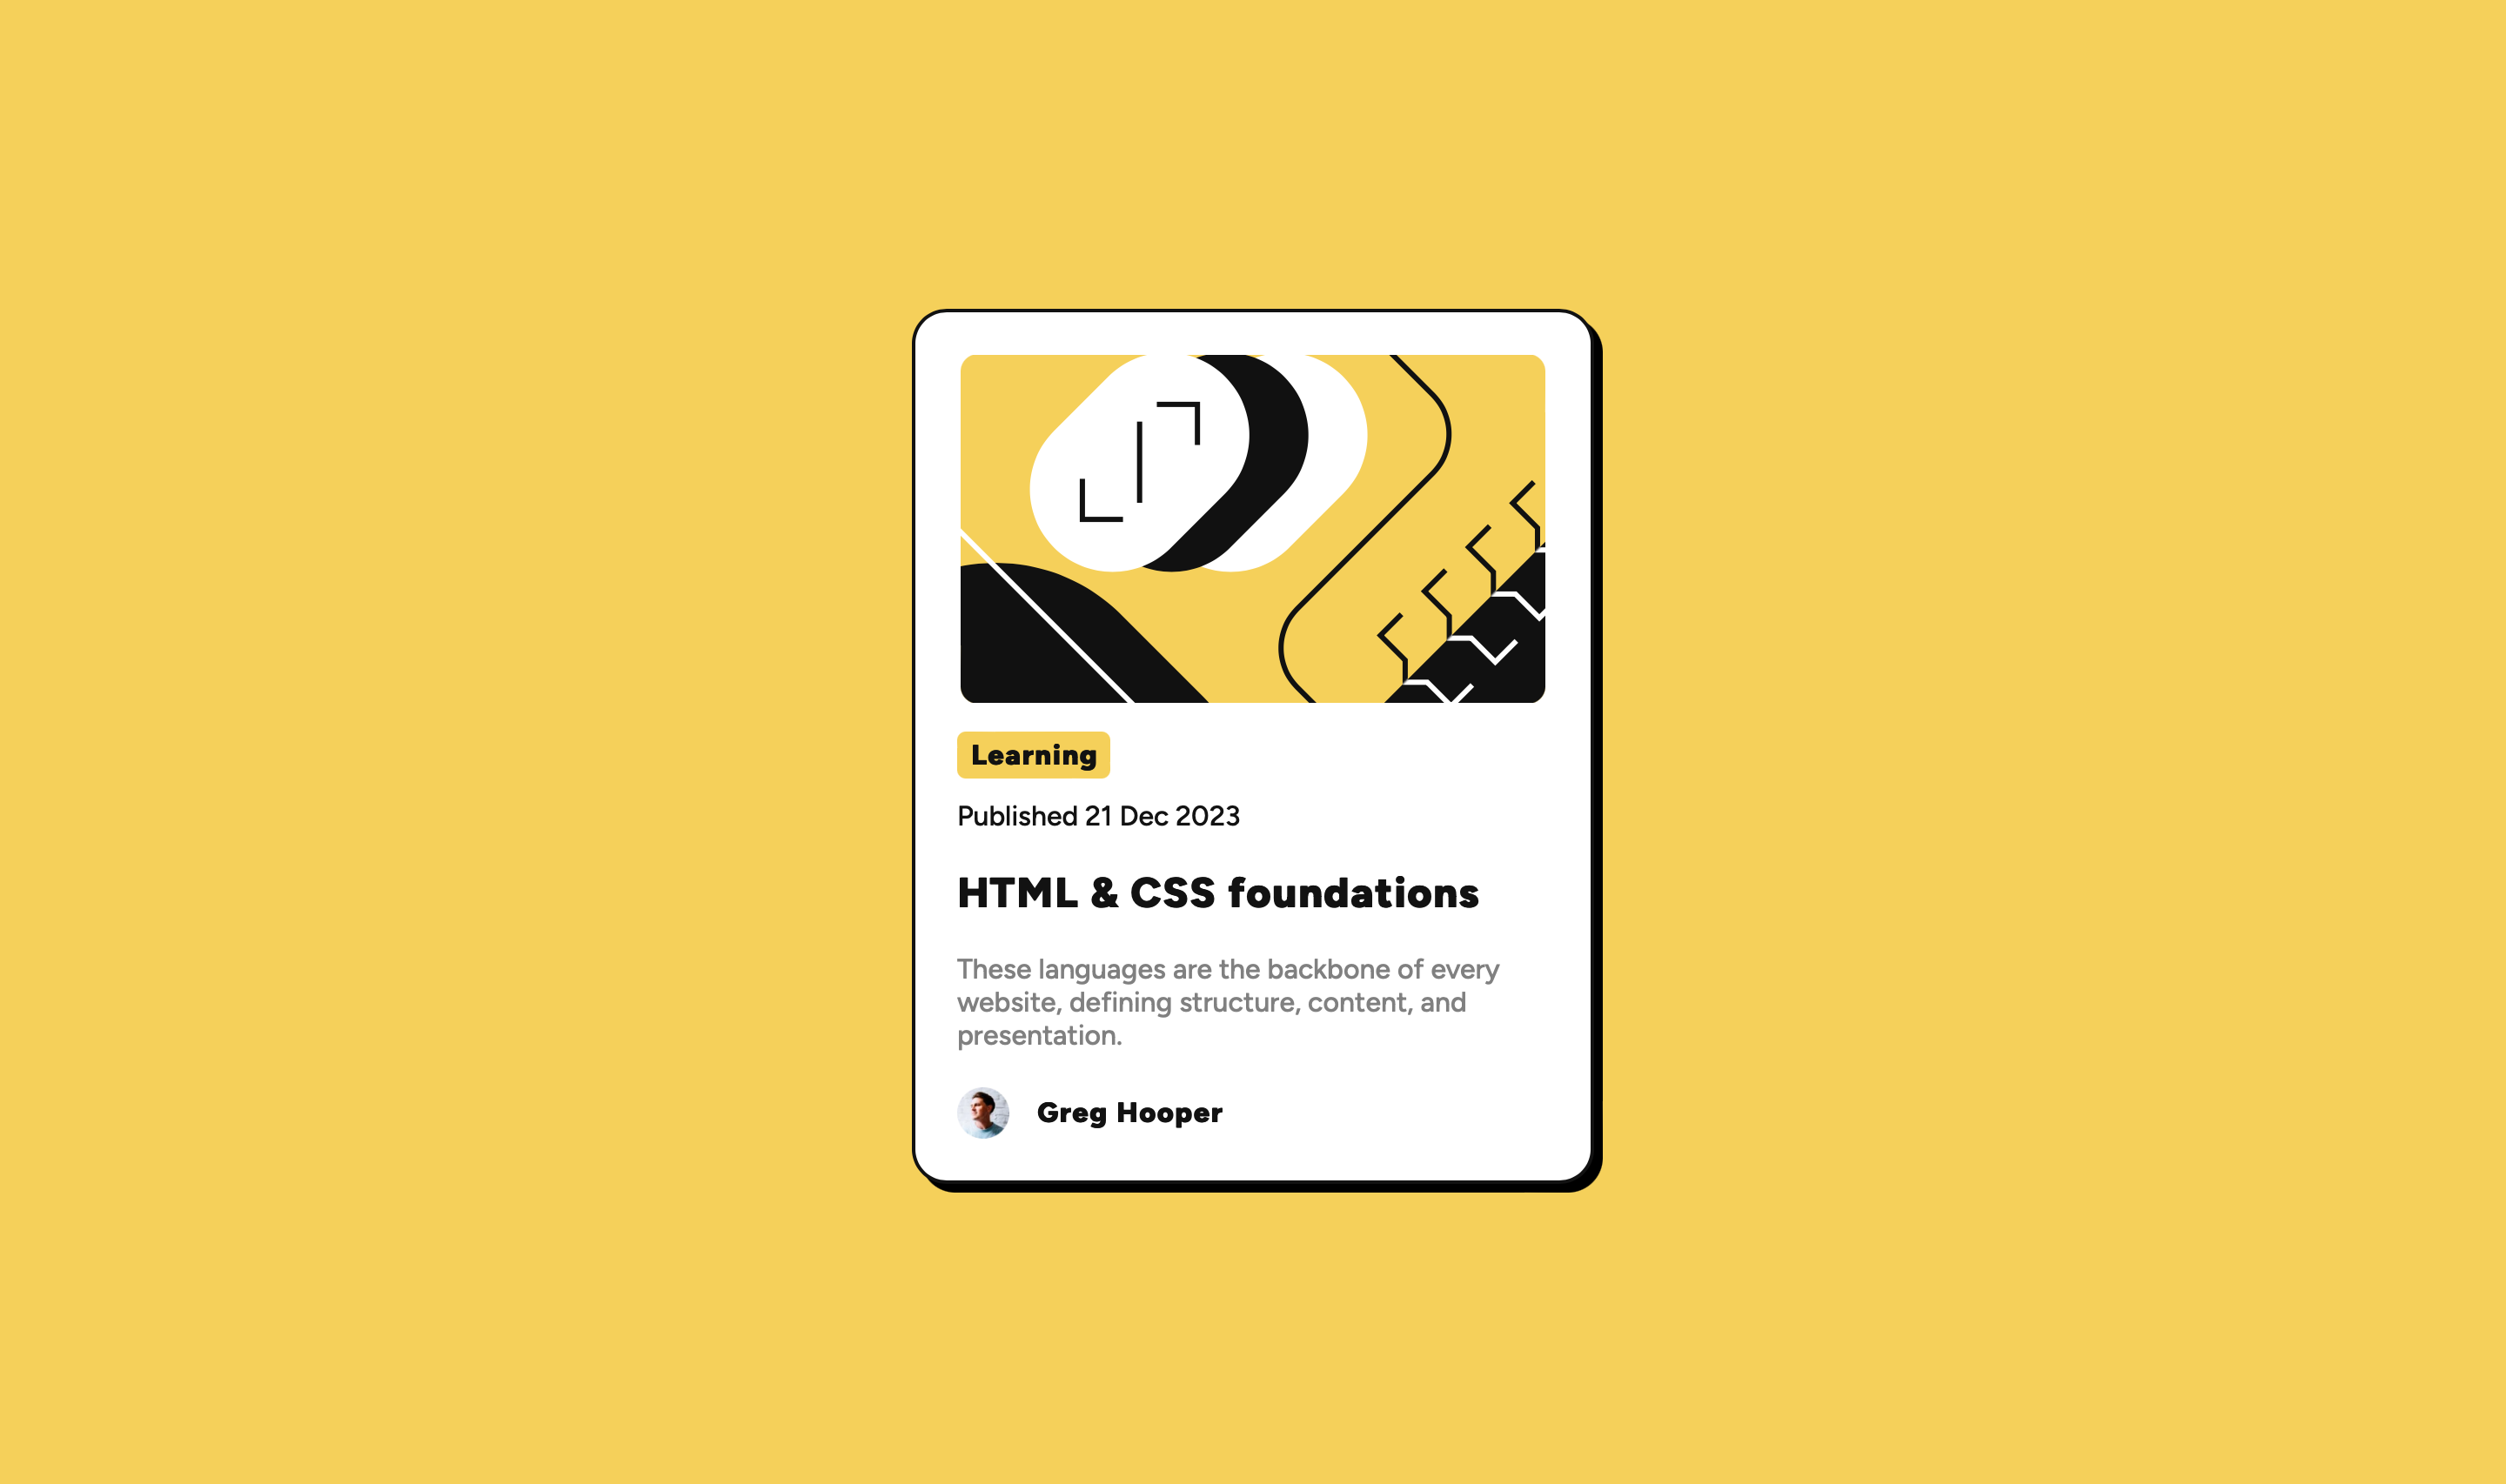 Learning
Published 21 Dec 2023
HTML & CSS foundations
These languages are the backbone of every
website, defining structure, content, and
presentation.
Greg Hooper